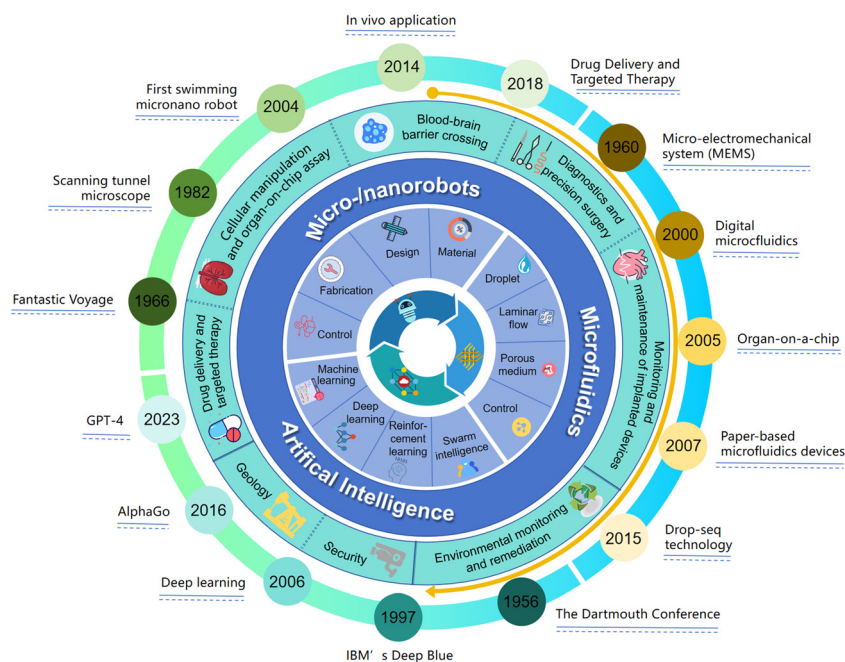 In vivo application
2014
2018
Drug Delivery and
Targeted Therapy
1960
Micro-electromechanical
system (MEMS)
2000
Digital
microfluidics
2005
Organ-on-a-chip
2007
Paper-based
microfluidics devices
2015
Drop-seq
technology
1956
The Dartmouth Conference
1997
IBM' s Deep Blue
2006
Deep learning
2016
AlphaGo
2023
GPT-4
1966
Fantastic Voyage
1982
Scanning tunnel
microscope
2004
First swimming
micronano robot
Blood-brain
barrier crossing
Diagnostics and
precision surgery
Monitoring and
maintenance of implanted devices
Environmental monitoring
and remediation
Security
Geology
Drug delivery and
targeted therapy
Cellular manipulation
and organ-on-chip assay
Micro-/nanorobots
Microfluidics
Artifical Intelligence
Design
Material
Droplet
Laminar
flow
Porous
medium
Control
Swarm
intelligence
Reinfor-
cement
learning
Deep
learning
Machine
learning
Control
Fabrication